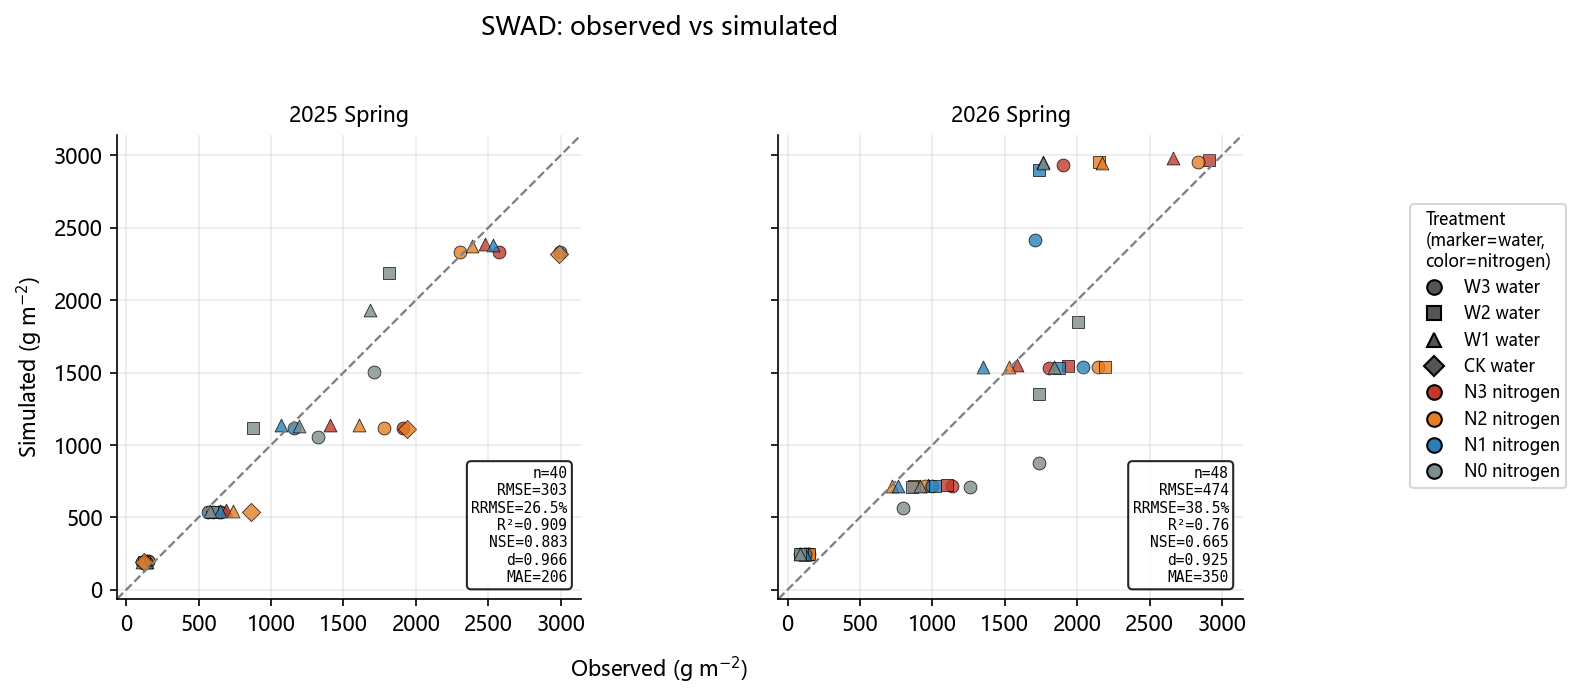 SWAD: observed vs simulated
2025 Spring
2026 Spring
Simulated (g m⁻²)
3000
2500
2000
1500
1000
500
0
n=40
RMSE=303
RRMSE=26.5%
R²=0.909
NSE=0.883
d=0.966
MAE=206
0 500 1000 1500 2000 2500 3000
n=48
RMSE=474
RRMSE=38.5%
R²=0.76
NSE=0.665
d=0.925
MAE=350
0 500 1000 1500 2000 2500 3000
Observed (g m⁻²)
Treatment
(marker=water,
color=nitrogen)
W3 water
W2 water
W1 water
CK water
N3 nitrogen
N2 nitrogen
N1 nitrogen
N0 nitrogen